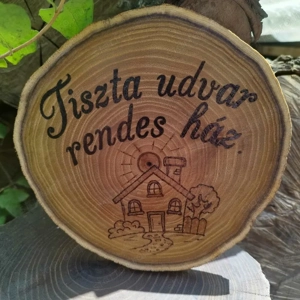 Tiszta udvar
rendes ház.